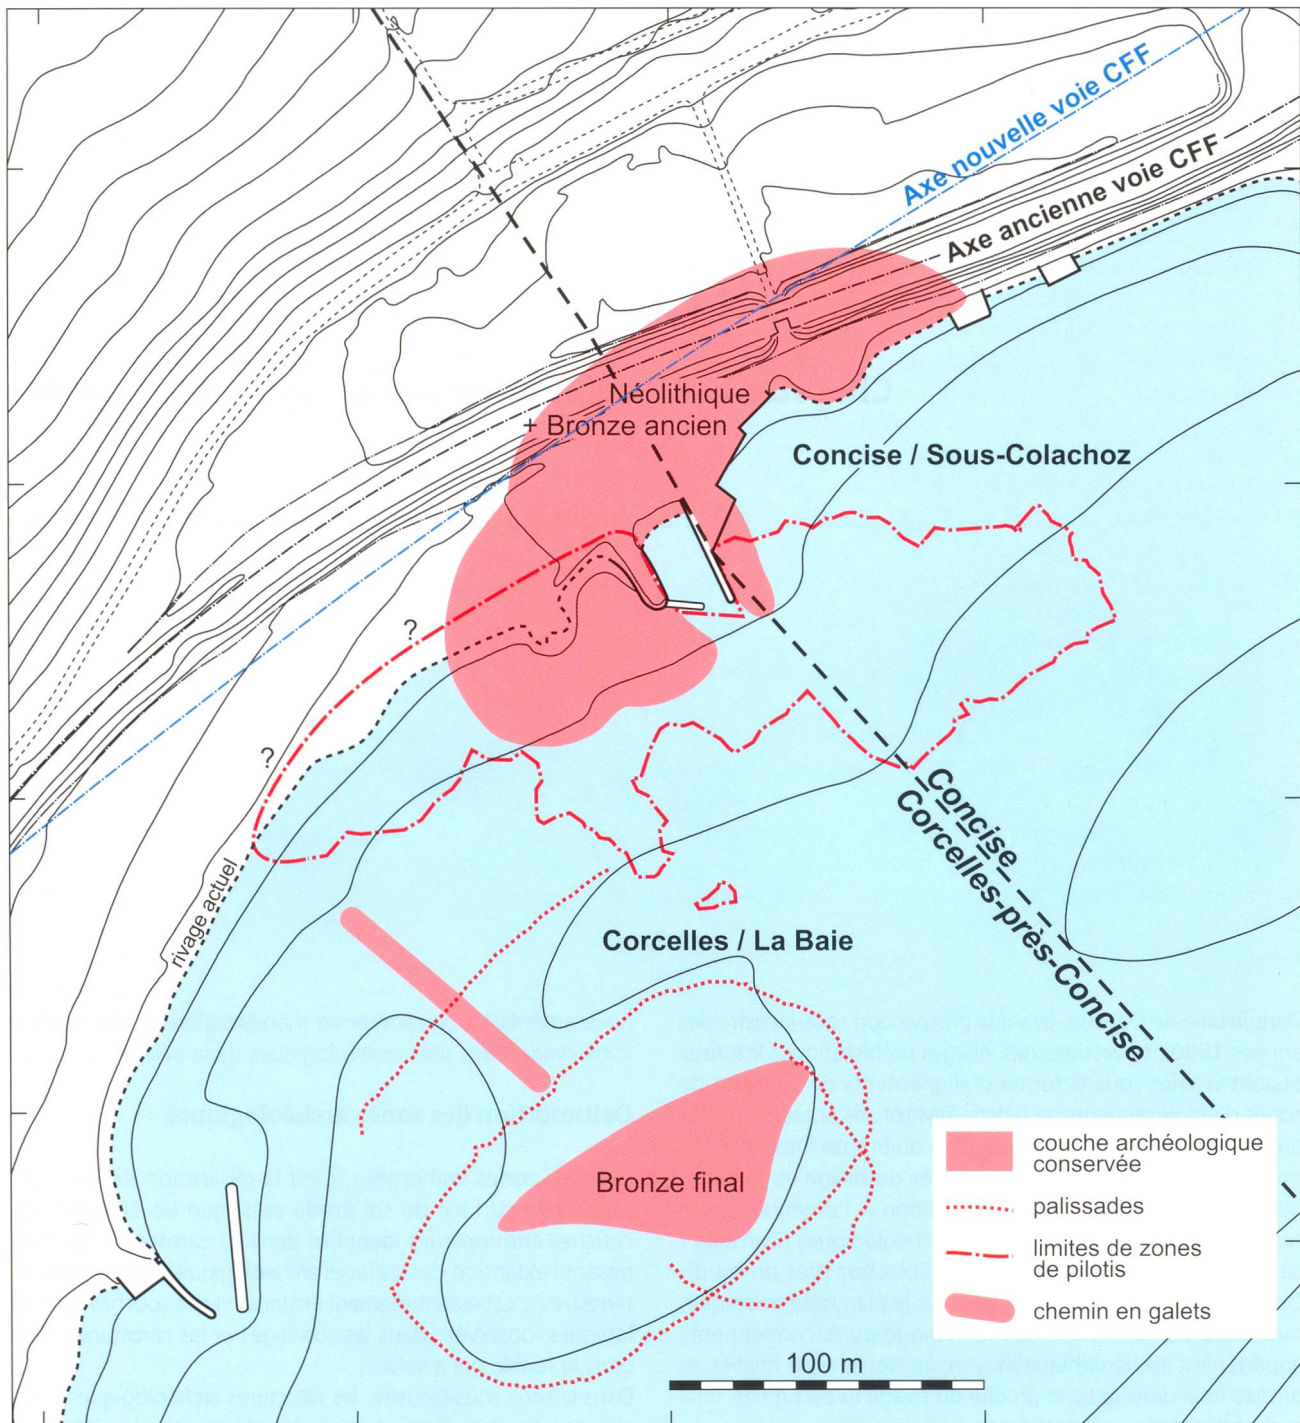 Axe nouvelle voie CFF
Axe ancienne voie CFF
Néolithique
+ Bronze ancien
Concise / Sous-Colachoz
?
?
Concise
Corcelles-près-Concise
rivage actuel
Corcelles / La Baie
Bronze final
couche archéologique
conservée
palissades
limites de zones
de pilotis
chemin en galets
100 m